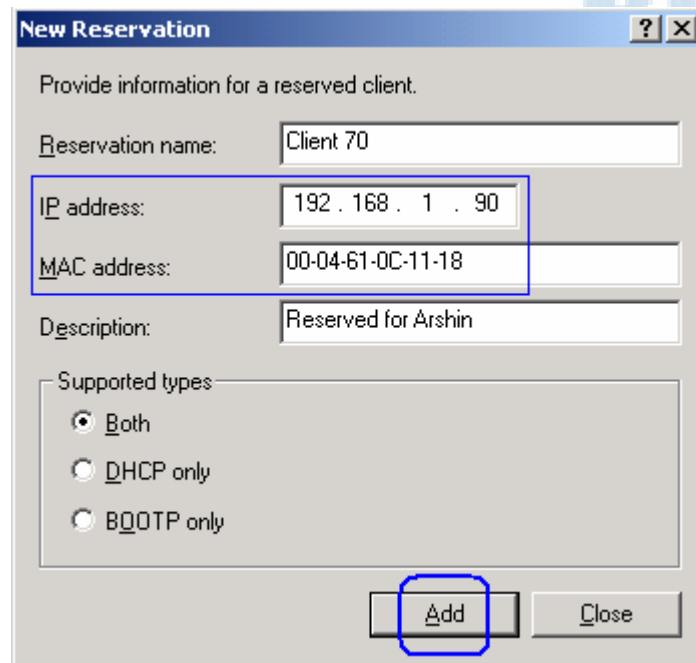 New Reservation
Provide information for a reserved client.
Reservation name: Client 70
IP address: 192 . 168 . 1 . 90
MAC address: 00-04-61-0C-11-18
Description: Reserved for Arshin
Supported types
Both
DHCP only
BOOTP only
Add Close